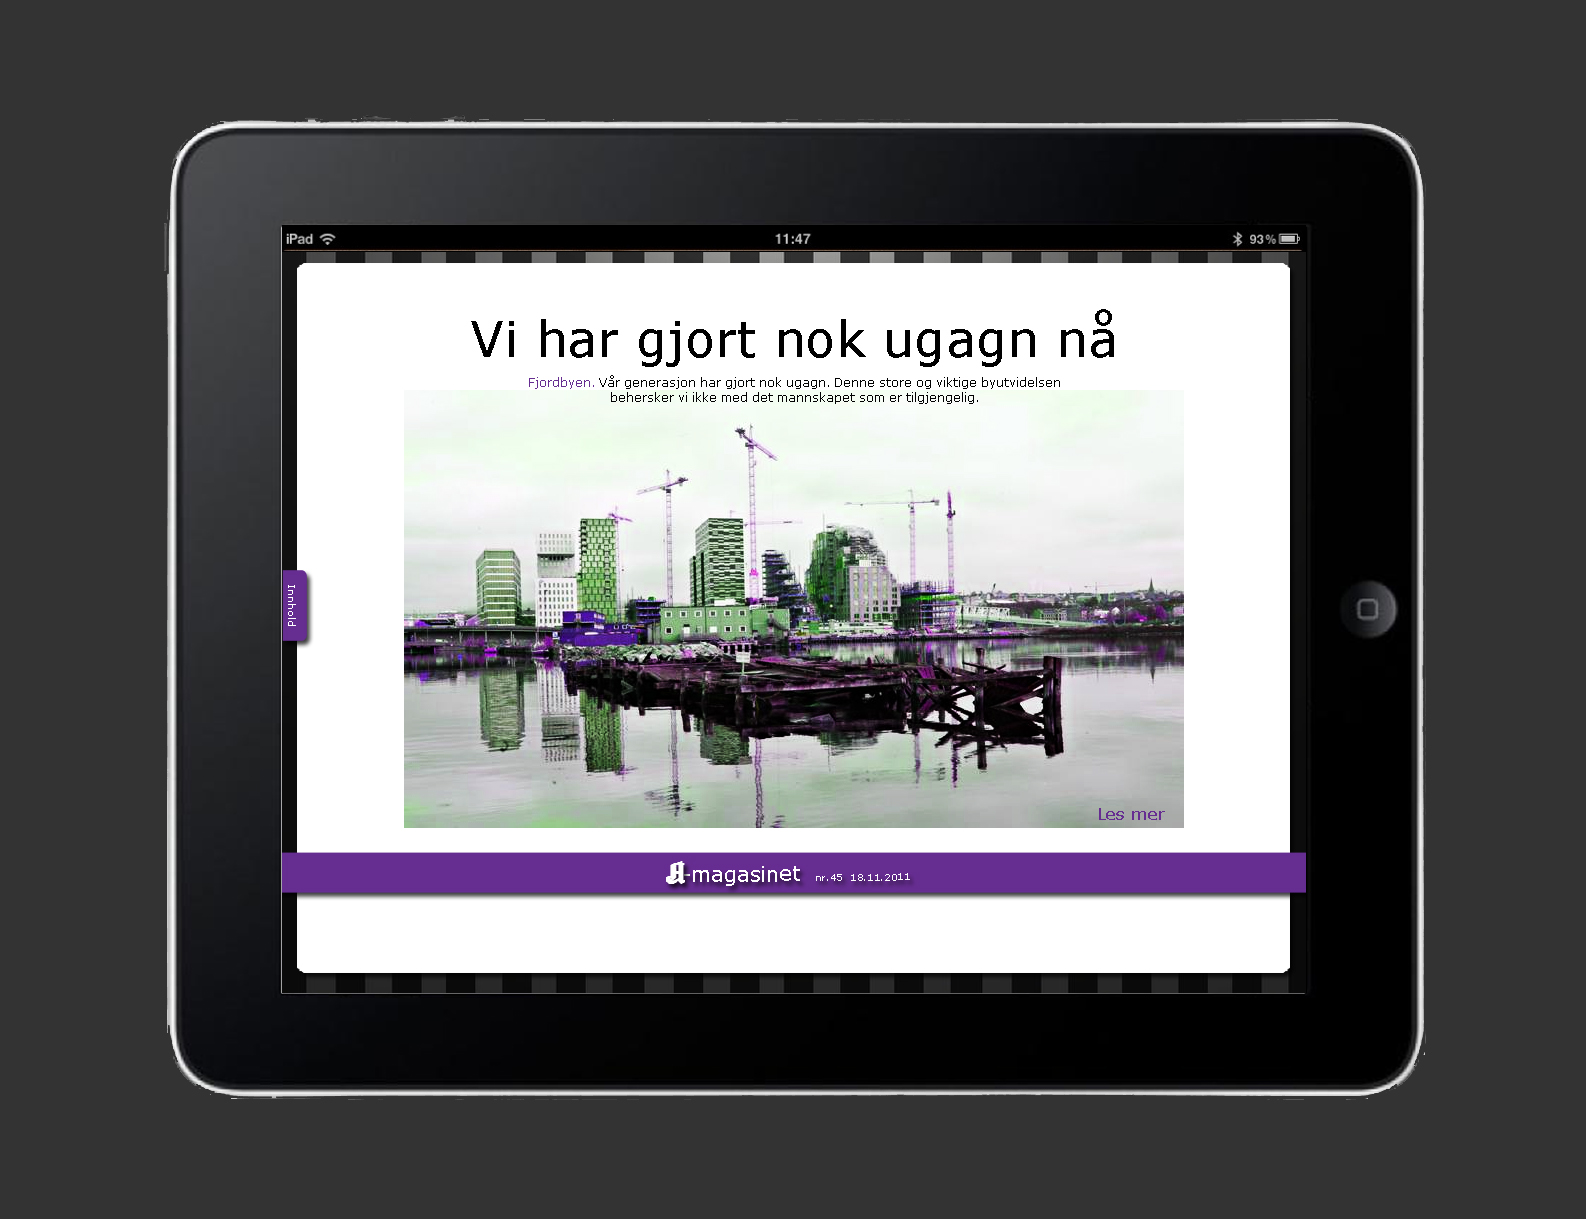 iPad 11:47 93%
Vi har gjort nok ugagn nå
Fjordbyen. Vår generasjon har gjort nok ugagn. Denne store og viktige byutvidelsen
behersker vi ikke med det mannskapet som er tilgjengelig.
Innhold
Les mer
A-magasinet nr.45 18.11.2011